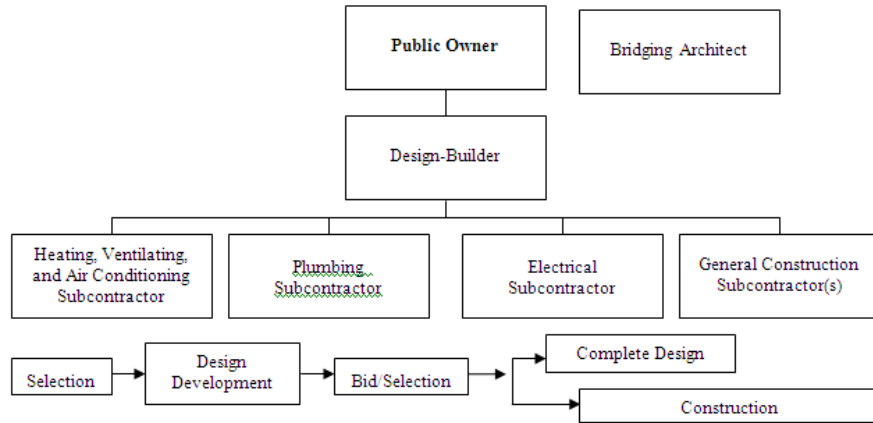 Public Owner
Bridging Architect
Design-Builder
Heating, Ventilating,
and Air Conditioning
Subcontractor
Plumbing
Subcontractor
Electrical
Subcontractor
General Construction
Subcontractor(s)
Selection
Design
Development
Bid/Selection
Complete Design
Construction